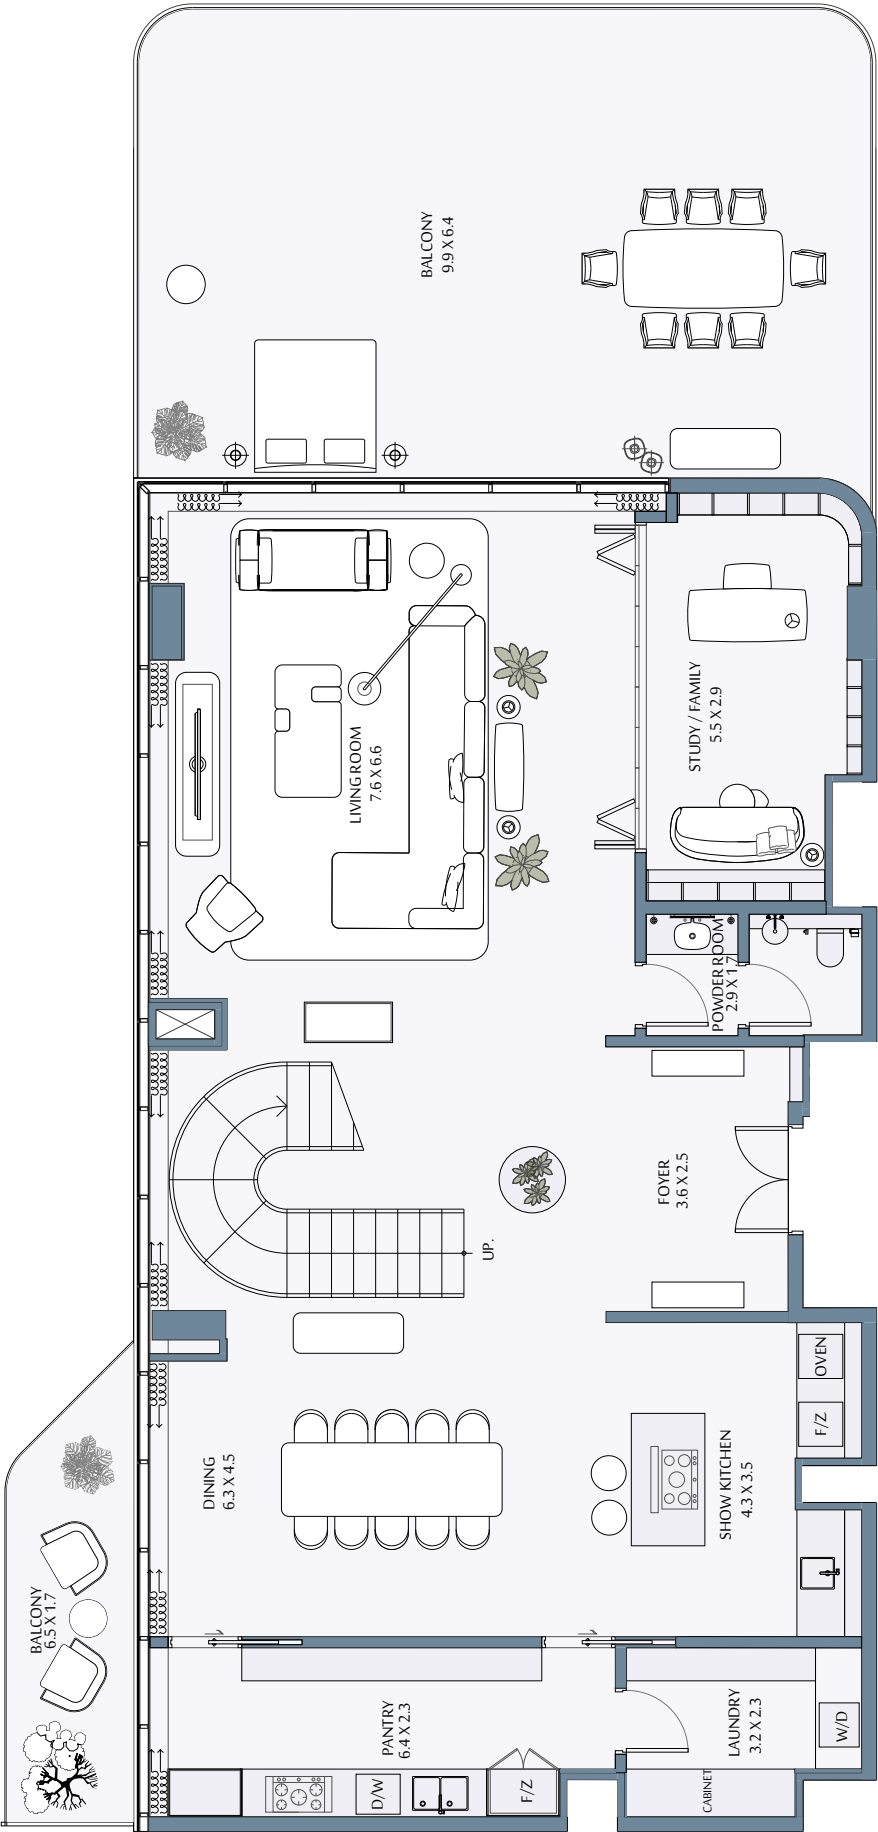 BALCONY
9.9 X 6.4
LIVING ROOM
7.6 X 6.6
STUDY / FAMILY
5.5 X 2.9
POWDER ROOM
2.9 X 1.7
FOYER
3.6 X 2.5
UP.
OVEN
F/Z
DINING
6.3 X 4.5
SHOW KITCHEN
4.3 X 3.5
BALCONY
6.5 X 1.7
PANTRY
6.4 X 2.3
LAUNDRY
3.2 X 2.3
W/D
D/W
F/Z
CABINET